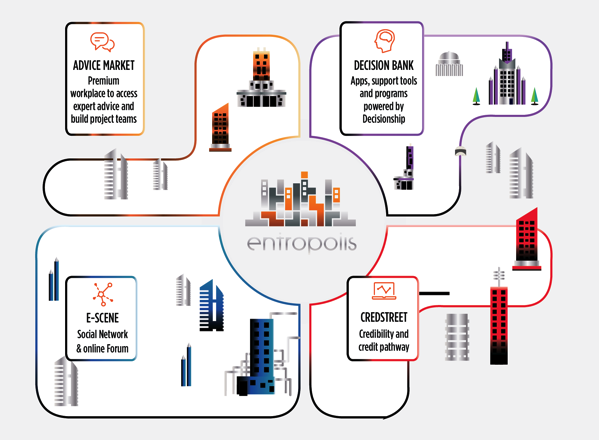 ADVICE MARKET
Premium
workplace to access
expert advice and
build project teams
DECISION BANK
Apps, support tools
and programs
powered by
Decisionship
entropolis
E-SCENE
Social Network
& online Forum
CREDSTREET
Credibility and
credit pathway